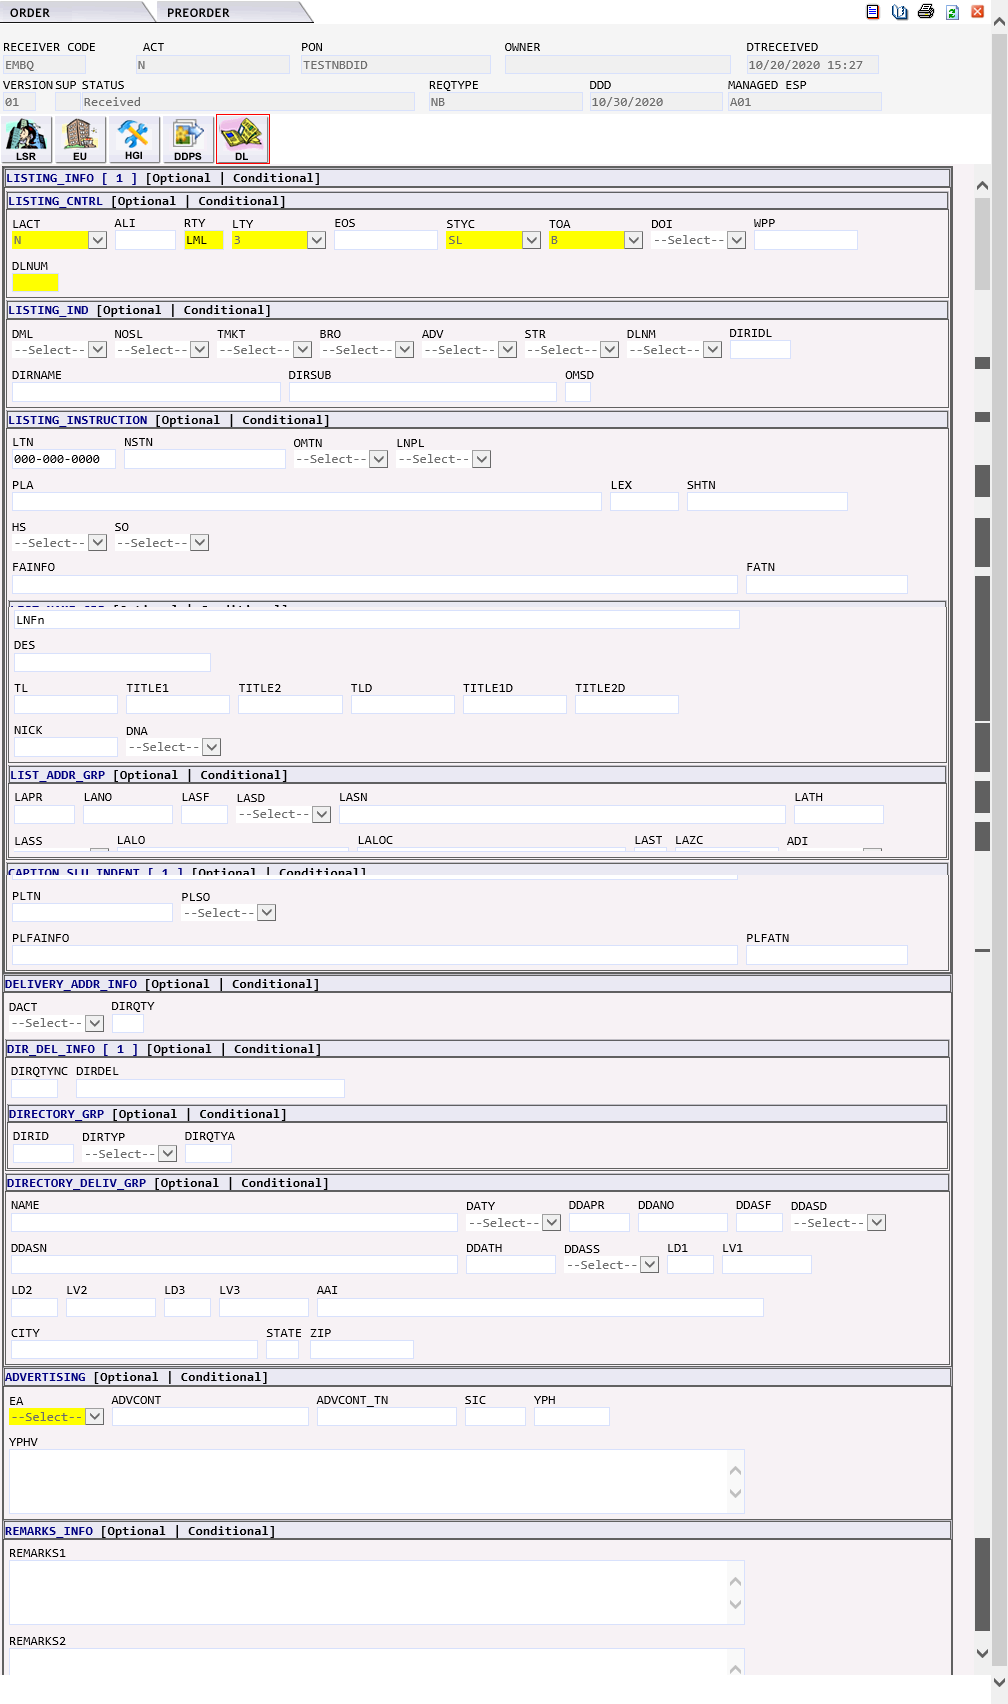 ORDER PREORDER
RECEIVER CODE ACT PON OWNER DTRECEIVED
EMBQ N TESTNBDID 10/20/2020 15:27
VERSION SUP STATUS REQTYPE DDD MANAGED ESP
01 Received NB 10/30/2020 A01
LSR EU HGI DDPS DL
LISTING_INFO [ 1 ] [Optional | Conditional]
LISTING_CNTRL [Optional | Conditional]
LACT ALI RTY LTY EOS STYC TOA DOI WPP
N LML 3 SL B --Select--
DLNUM
LISTING_IND [Optional | Conditional]
DML NOSL TMKT BRO ADV STR DLNM DIRIDL
--Select-- --Select-- --Select-- --Select-- --Select-- --Select-- --Select--
DIRNAME DIRSUB OMSD
LISTING_INSTRUCTION [Optional | Conditional]
LTN NSTN OMTN LNPL
000-000-0000 --Select-- --Select--
PLA LEX SHTN
HS SO
--Select-- --Select--
FAINFO FATN
[Optional | Conditional]
LNFn
DES
TL TITLE1 TITLE2 TLD TITLE1D TITLE2D
NICK DNA
--Select--
LIST_ADDR_GRP [Optional | Conditional]
LAPR LANO LASF LASD LASN LATH
--Select--
LASS LALO LALOC LAST LAZC ADI
CAPTION_SLU_INDENT [ 1 ] [Optional | Conditional]
PLTN PLSO
--Select--
PLFAINFO PLFATN
DELIVERY_ADDR_INFO [Optional | Conditional]
DACT DIRQTY
--Select--
DIR_DEL_INFO [ 1 ] [Optional | Conditional]
DIRQTYNC DIRDEL
DIRECTORY_GRP [Optional | Conditional]
DIRID DIRTYP DIRQTYA
--Select--
DIRECTORY_DELIV_GRP [Optional | Conditional]
NAME DATY DDAPR DDANO DDASF DDASD
--Select-- --Select--
DDASN DDATH DDASS LD1 LV1
--Select--
LD2 LV2 LD3 LV3 AAI
CITY STATE ZIP
ADVERTISING [Optional | Conditional]
EA ADVCONT ADVCONT_TN SIC YPH
--Select--
YPHV
REMARKS_INFO [Optional | Conditional]
REMARKS1
REMARKS2